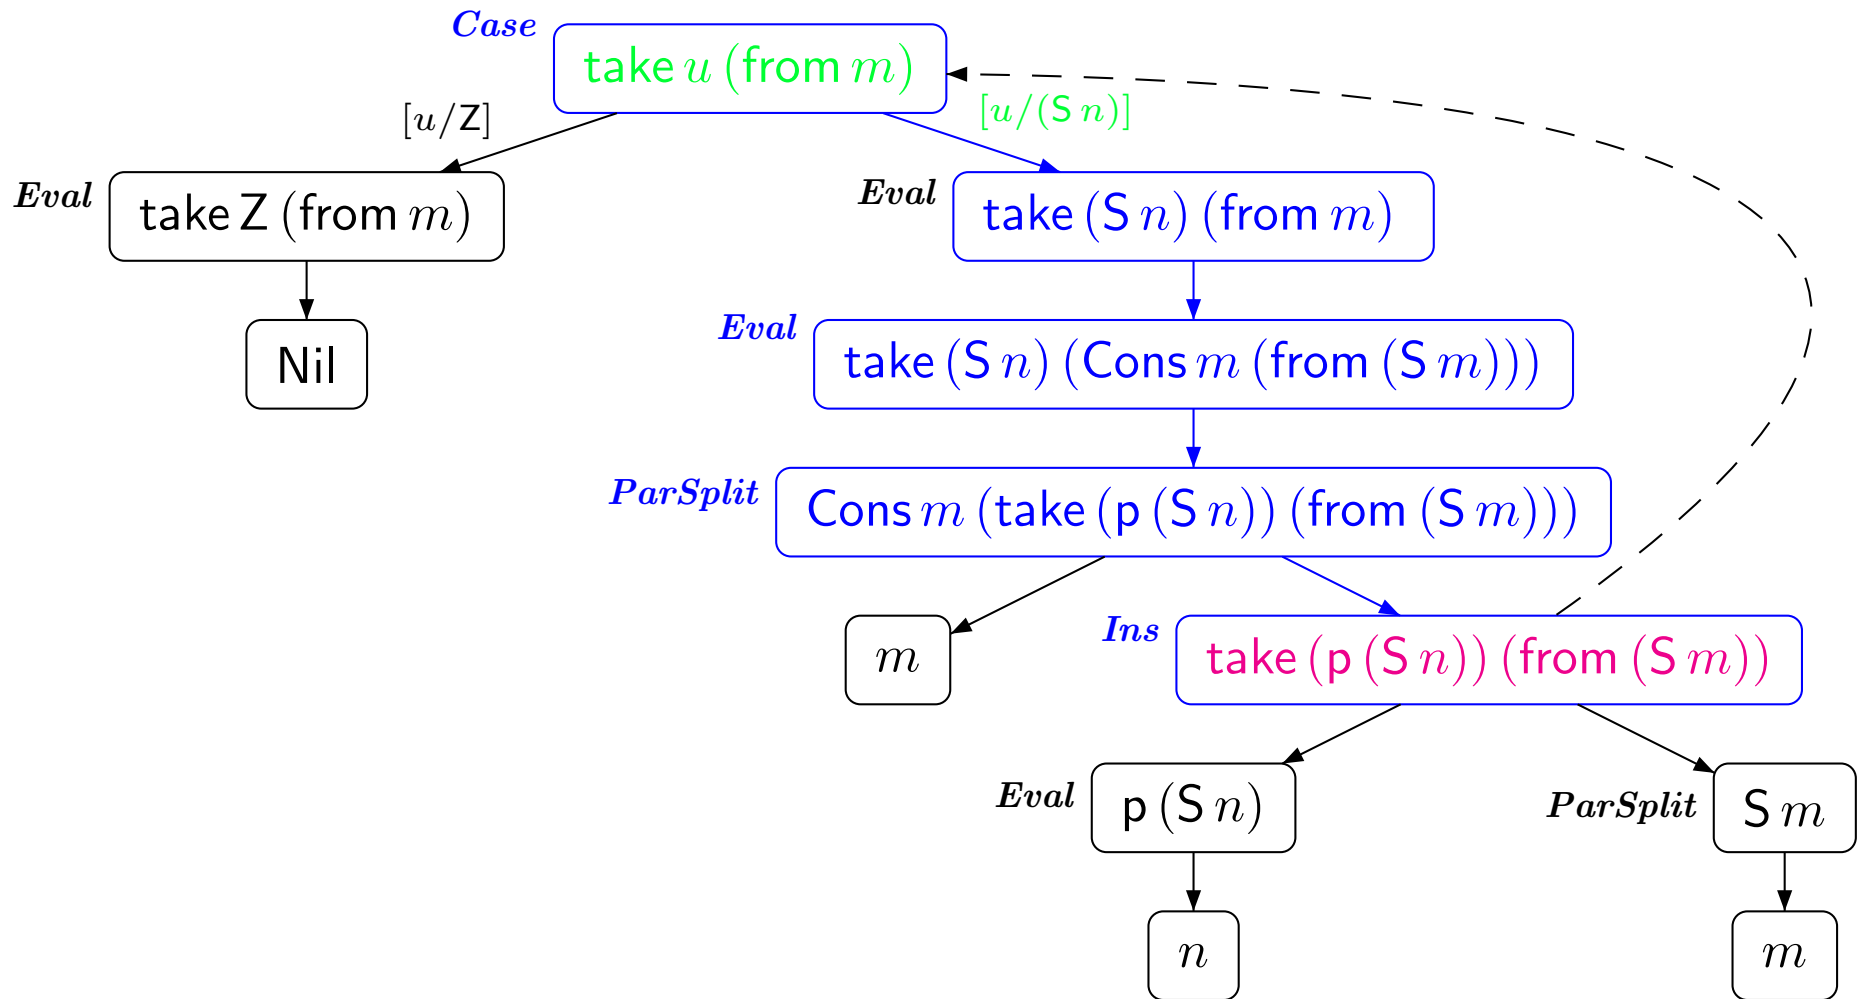 Case take u (from m)
[u/Z] [u/(S n)]
Eval take Z (from m) Eval take (S n) (from m)
Nil Eval take (S n) (Cons m (from (S m)))
ParSplit Cons m (take (p (S n)) (from (S m)))
m Ins take (p (S n)) (from (S m))
Eval p (S n) ParSplit S m
n m